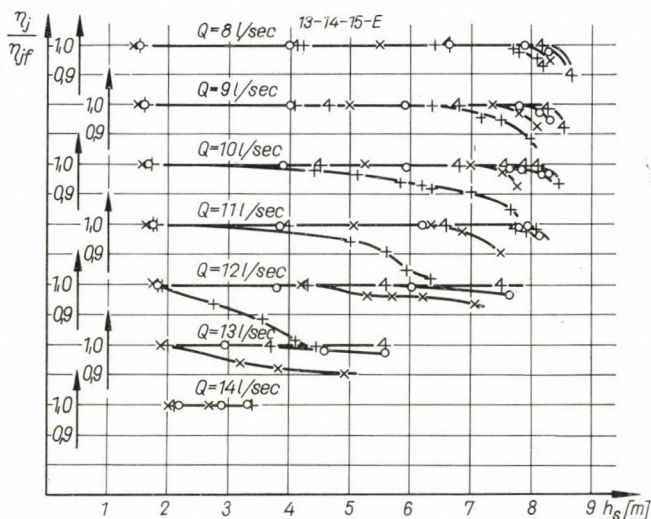 η_j / η_jf
13-14-15-E
Q=8 l/sec
1,0
0,9
Q=9 l/sec
1,0
0,9
Q=10 l/sec
1,0
0,9
Q=11 l/sec
1,0
0,9
Q=12 l/sec
1,0
0,9
Q=13 l/sec
1,0
0,9
Q=14 l/sec
1,0
0,9
1 2 3 4 5 6 7 8 9 h_s [m]